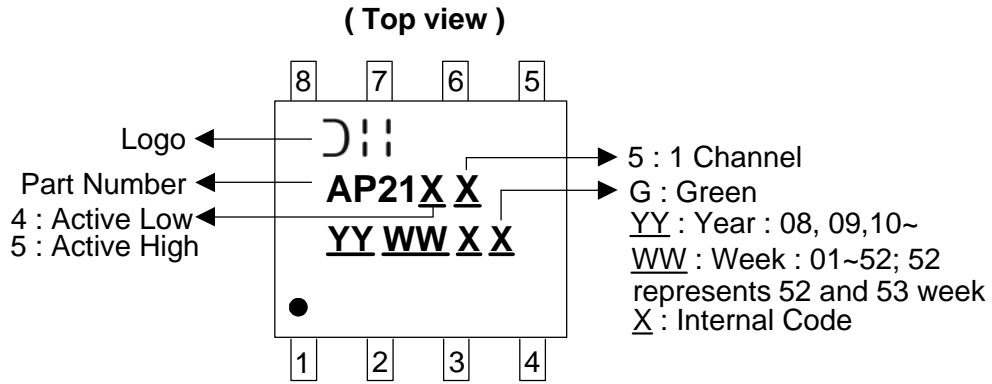 ( Top view )
8 7 6 5
Logo
Part Number
4 : Active Low
5 : Active High
AP21X X
YY WW X X
5 : 1 Channel
G : Green
YY : Year : 08, 09,10~
WW : Week : 01~52; 52
represents 52 and 53 week
X : Internal Code
1 2 3 4